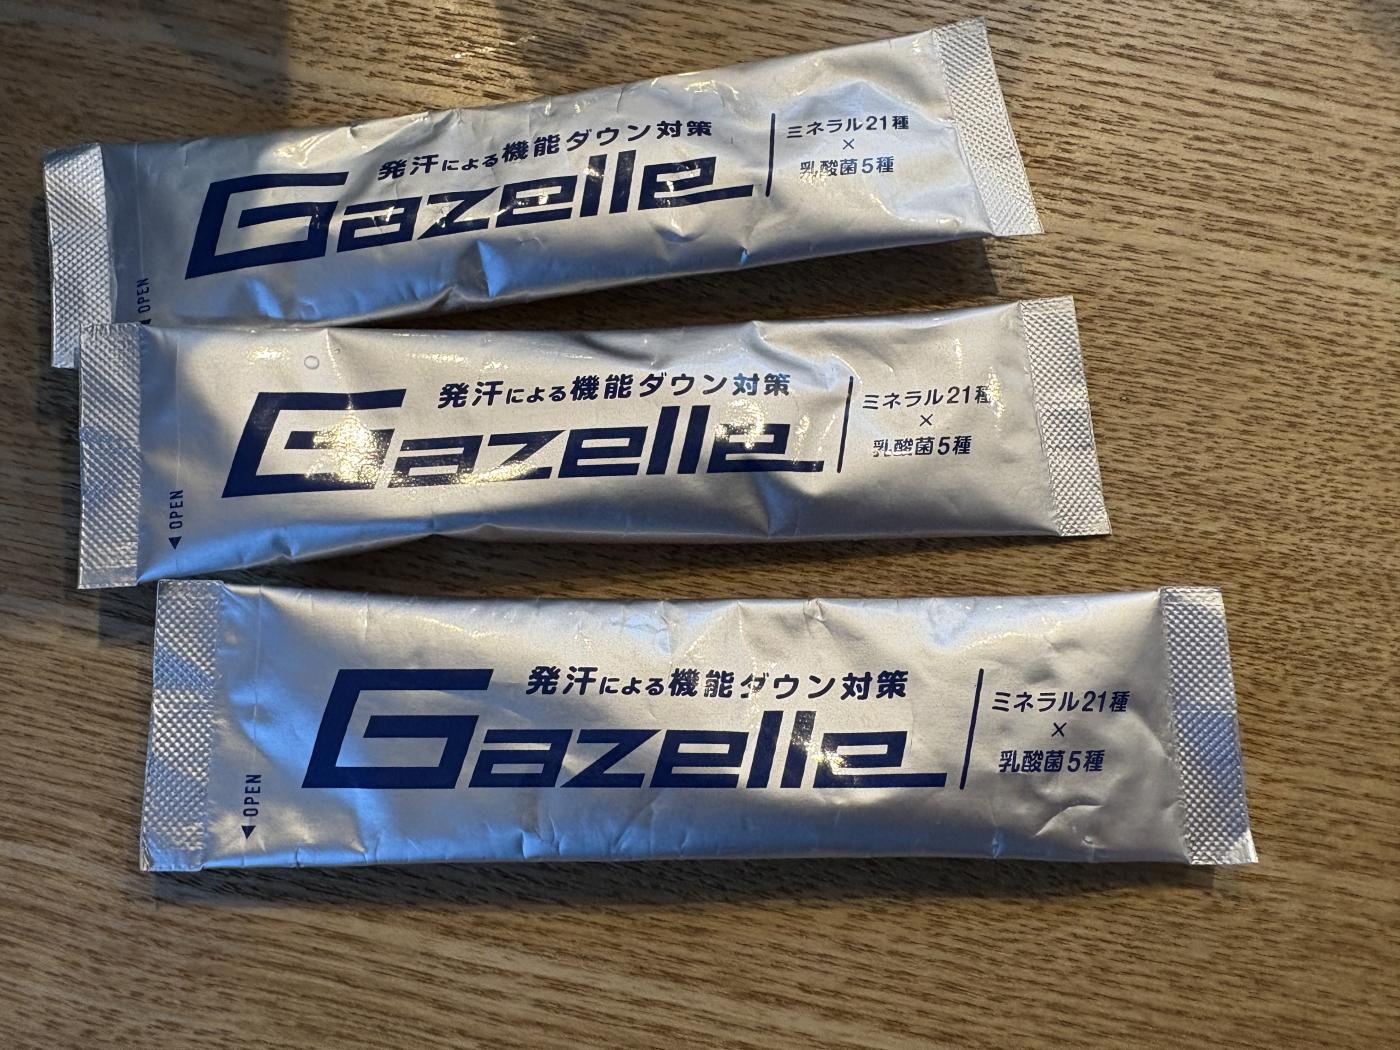 発汗による機能ダウン対策
Gazelle
ミネラル21種
×
乳酸菌5種
OPEN
発汗による機能ダウン対策
Gazelle
ミネラル21種
×
乳酸菌5種
◀ OPEN
発汗による機能ダウン対策
Gazelle
ミネラル21種
×
乳酸菌5種
◀ OPEN